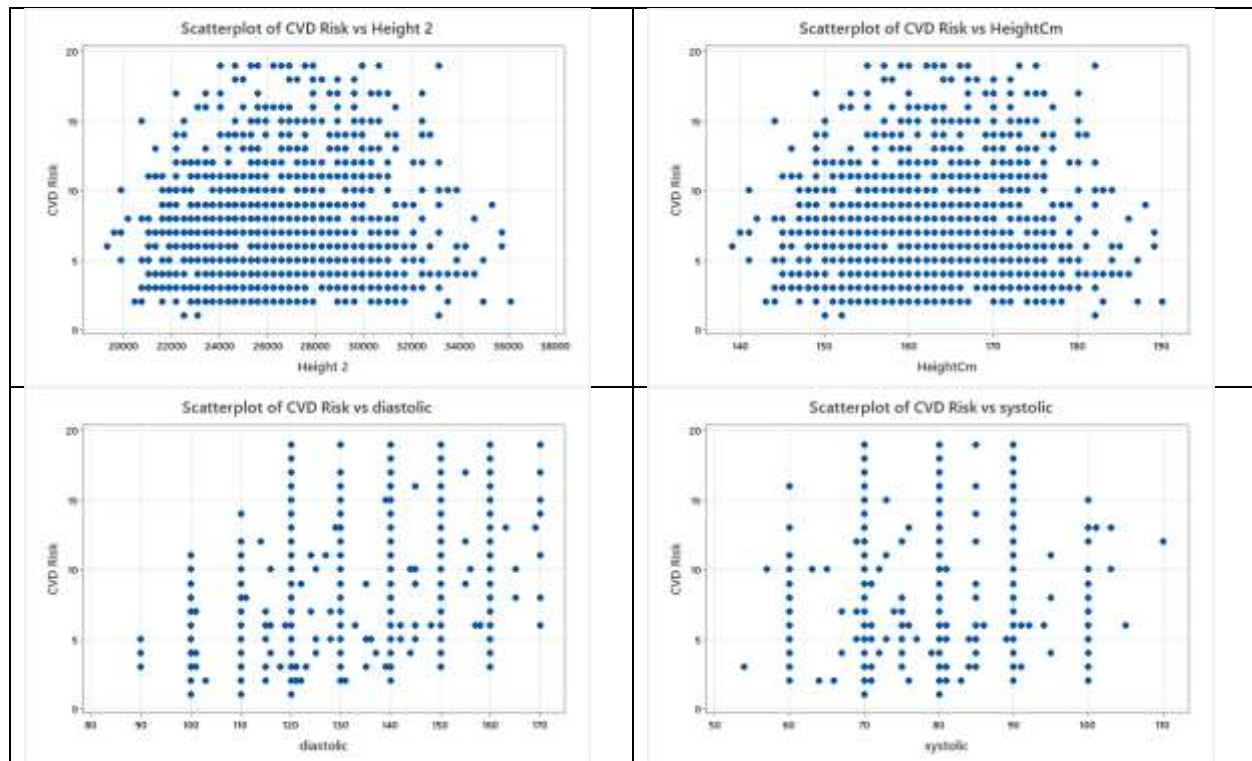 Scatterplot of CVD Risk vs Height 2
20
15
10
5
0
CVD Risk
20000 22000 24000 26000 28000 30000 32000 34000 36000 38000
Height 2
Scatterplot of CVD Risk vs HeightCm
20
15
10
5
0
CVD Risk
140 150 160 170 180 190
HeightCm
Scatterplot of CVD Risk vs diastolic
20
15
10
5
0
CVD Risk
80 90 100 110 120 130 140 150 160 170
diastolic
Scatterplot of CVD Risk vs systolic
20
15
10
5
0
CVD Risk
50 60 70 80 90 100 110
systolic